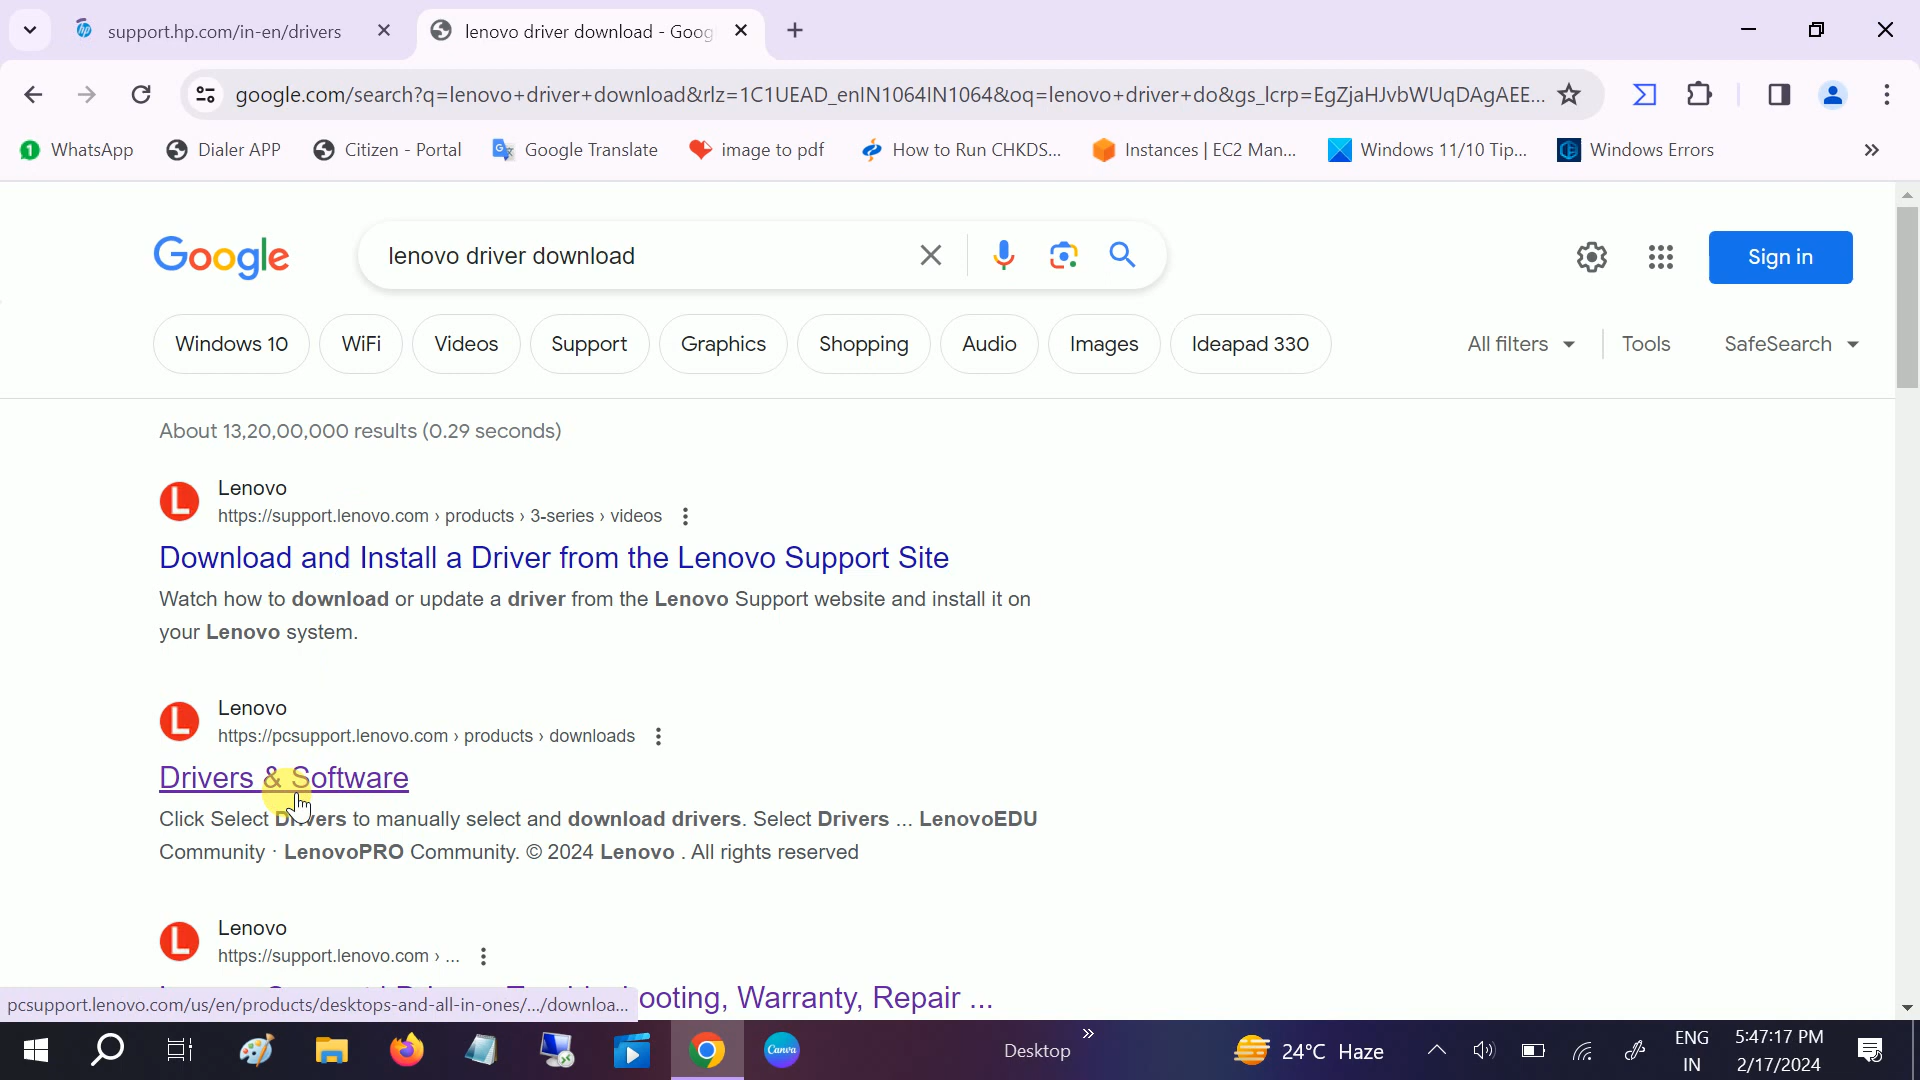 support.hp.com/in-en/drivers
lenovo driver download - Goog
google.com/search?q=lenovo+driver+download&rlz=1C1UEAD_enIN1064IN1064&oq=lenovo+driver+do&gs_lcrp=EgZjaHJvbWUqDAgAEE...
1 WhatsApp
Dialer APP
Citizen - Portal
Google Translate
image to pdf
How to Run CHKDS...
Instances | EC2 Man...
Windows 11/10 Tip...
Windows Errors
Google
lenovo driver download
Sign in
Windows 10
WiFi
Videos
Support
Graphics
Shopping
Audio
Images
Ideapad 330
All filters
Tools
SafeSearch
About 13,20,00,000 results (0.29 seconds)
L
Lenovo
https://support.lenovo.com › products › 3-series › videos
Download and Install a Driver from the Lenovo Support Site
Watch how to download or update a driver from the Lenovo Support website and install it on
your Lenovo system.
L
Lenovo
https://pcsupport.lenovo.com › products › downloads
Drivers & Software
Click Select Drivers to manually select and download drivers. Select Drivers ... LenovoEDU
Community · LenovoPRO Community. © 2024 Lenovo . All rights reserved
L
Lenovo
https://support.lenovo.com › ...
ooting, Warranty, Repair ...
pcsupport.lenovo.com/us/en/products/desktops-and-all-in-ones/.../downloa...
Canva
Desktop
24°C Haze
ENG
IN
5:47:17 PM
2/17/2024